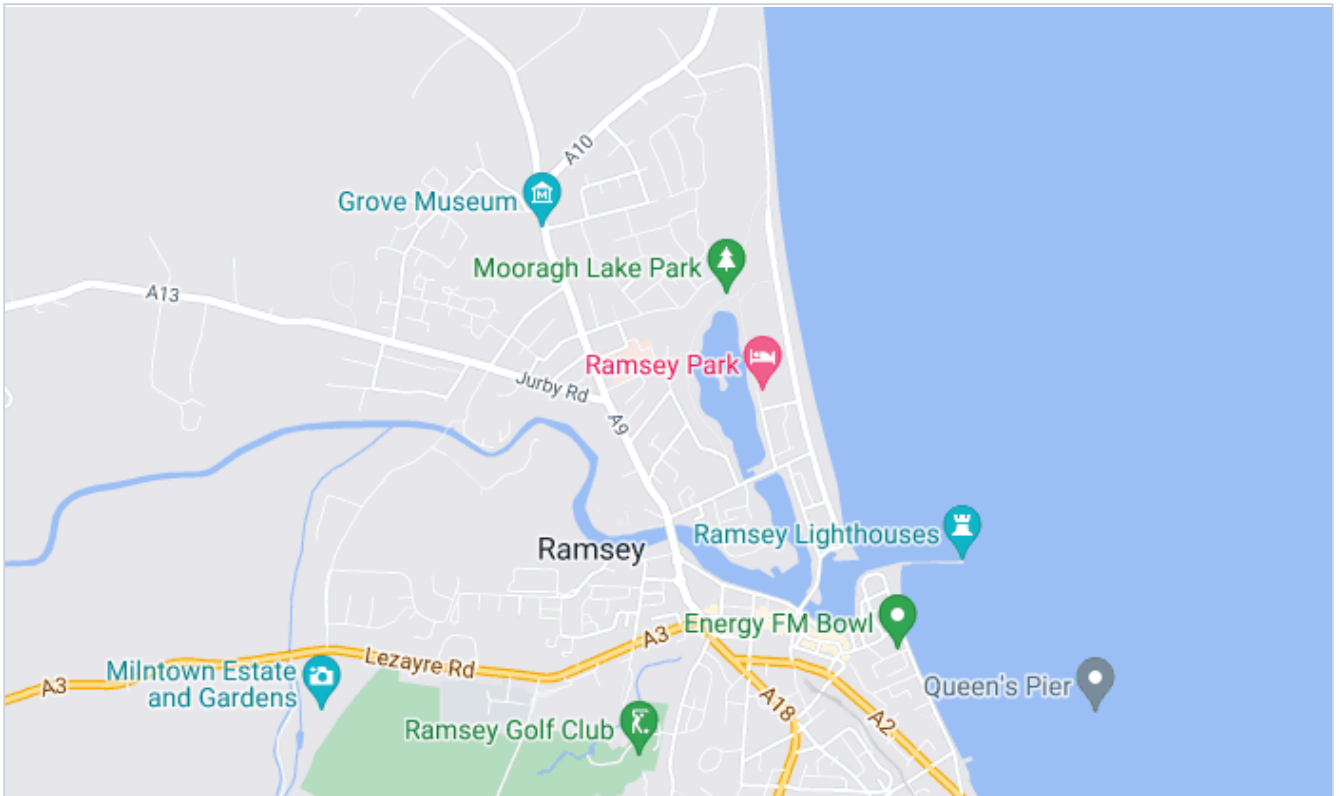 A10
Grove Museum
Mooragh Lake Park
A13
Ramsey Park
Jurby Rd
A9
Ramsey Lighthouses
Ramsey
Energy FM Bowl
A3
Lezayre Rd
Milntown Estate
and Gardens
A3
Queen's Pier
A18
A2
Ramsey Golf Club